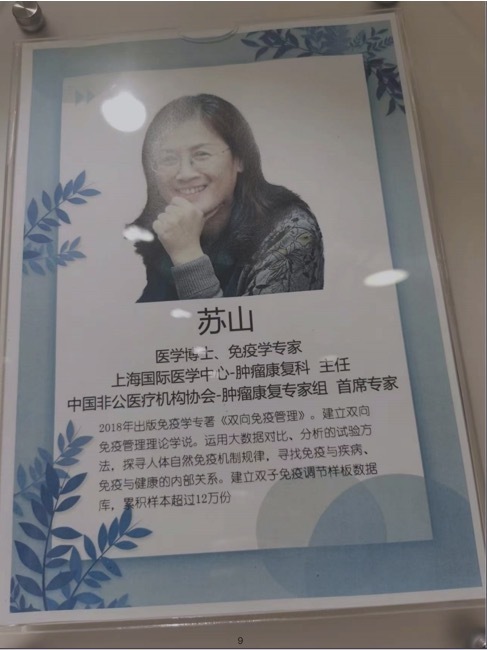 苏山
医学博士、免疫学专家
上海国际医学中心-肿瘤康复科 主任
中国非公医疗机构协会-肿瘤康复专家组 首席专家
2018年出版免疫学专著《双向免疫管理》。建立双向
免疫管理理论学说。运用大数据对比、分析的试验方
法，探寻人体自然免疫机制规律，寻找免疫与疾病、
免疫与健康的内部关系。建立双子免疫调节样板数据
库，累积样本超过12万份
9